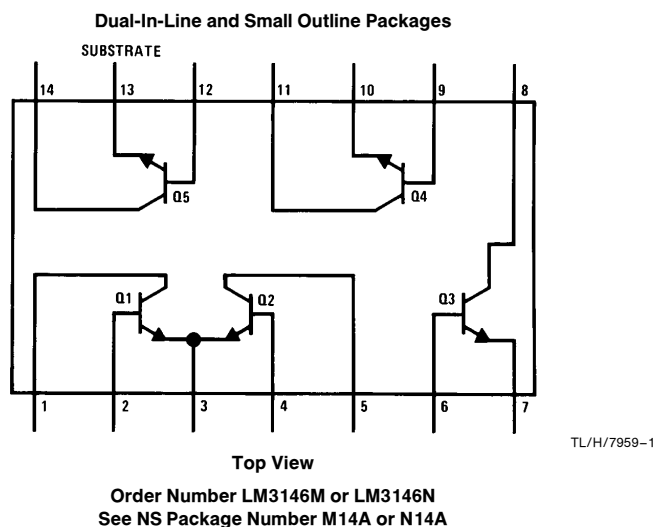 Dual-In-Line and Small Outline Packages
SUBSTRATE
14 13 12 11 10 9 8
Q5 Q4
Q1 Q2 Q3
1 2 3 4 5 6 7
TL/H/7959–1
Top View
Order Number LM3146M or LM3146N
See NS Package Number M14A or N14A